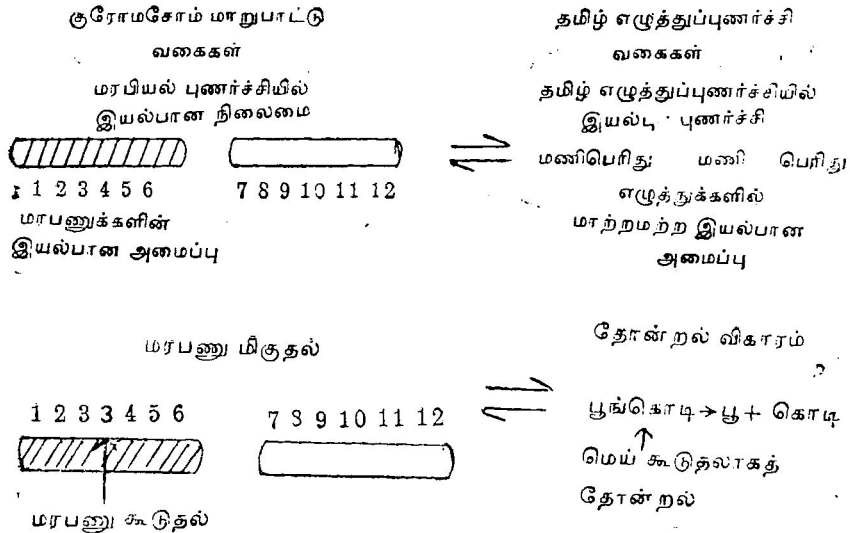 குரோமசோம் மாறுபாட்டு
வகைகள்
மரபியல் புணர்ச்சியில்
இயல்பான நிலைமை
1 2 3 4 5 6
7 8 9 10 11 12
மரபணுக்களின்
இயல்பான அமைப்பு
தமிழ் எழுத்துப்புணர்ச்சி
வகைகள்
தமிழ் எழுத்துப்புணர்ச்சியில்
இயல்பு புணர்ச்சி
மணிபெரிது மணி பெரிது
எழுத்துக்களில்
மாற்றமற்ற இயல்பான
அமைப்பு
மரபணு மிகுதல்
1 2 3 3 4 5 6
7 8 9 10 11 12
மரபணு கூடுதல்
தோன்றல் விகாரம்
பூங்கொடி→பூ + கொடி
மெய் கூடுதலாகத்
தோன்றல்